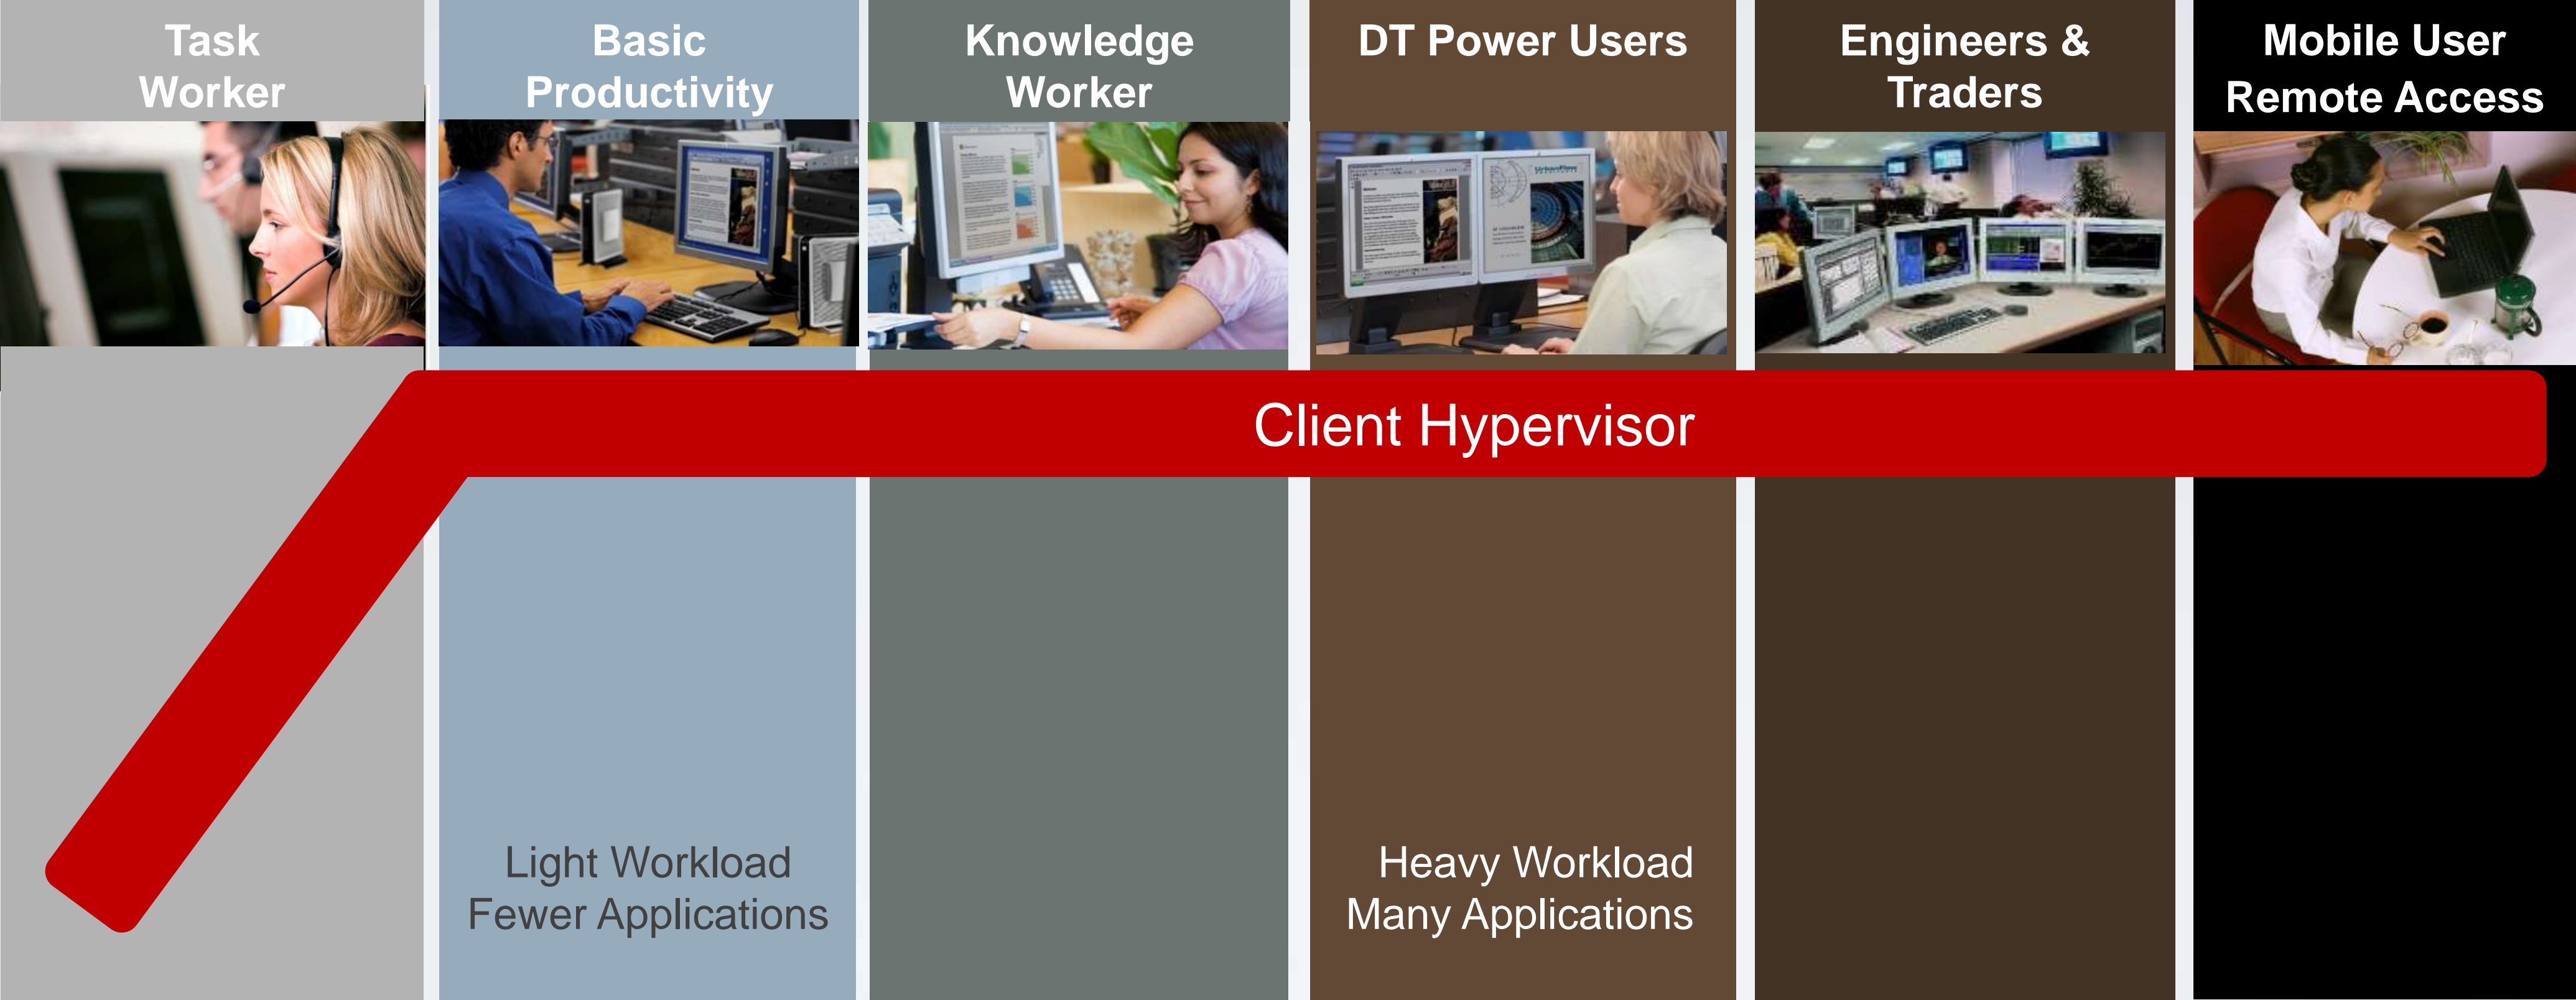 Task
Worker
Basic
Productivity
Knowledge
Worker
DT Power Users
Engineers &
Traders
Mobile User
Remote Access
Client Hypervisor
Light Workload
Fewer Applications
Heavy Workload
Many Applications